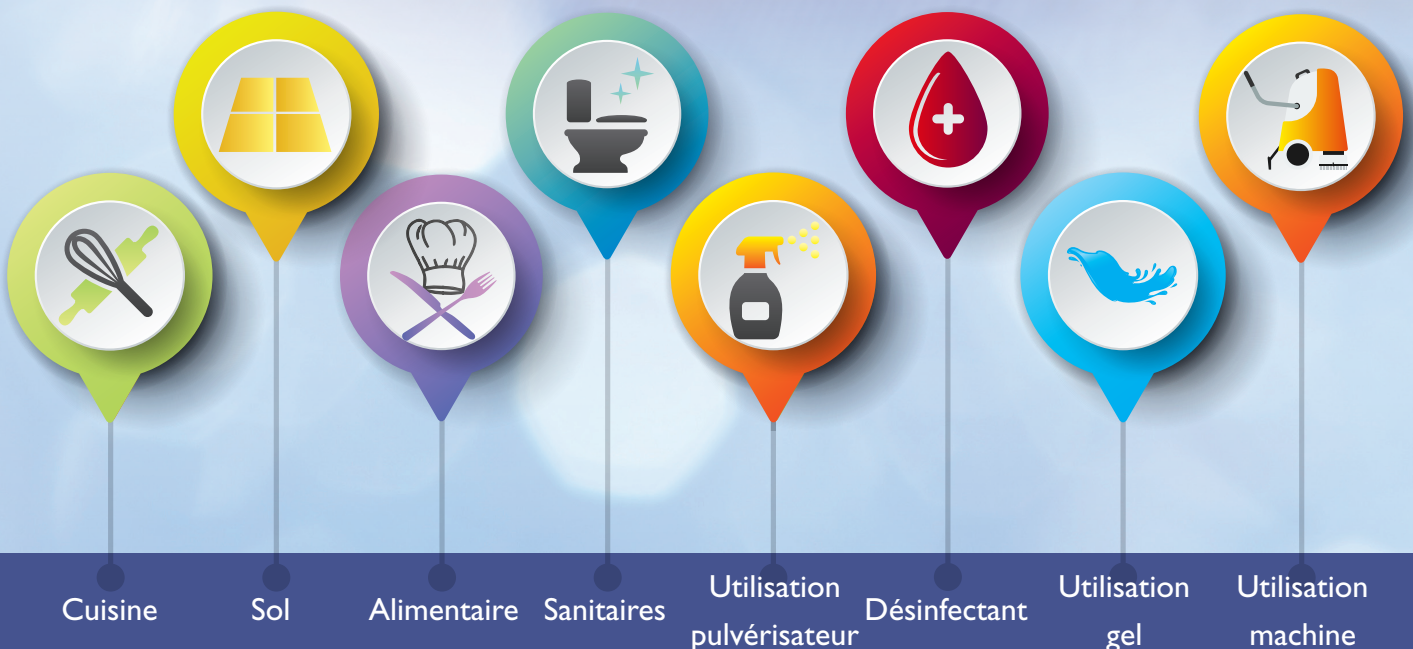 Cuisine
Sol
Alimentaire
Sanitaires
Utilisation
pulvérisateur
Désinfectant
Utilisation
gel
Utilisation
machine